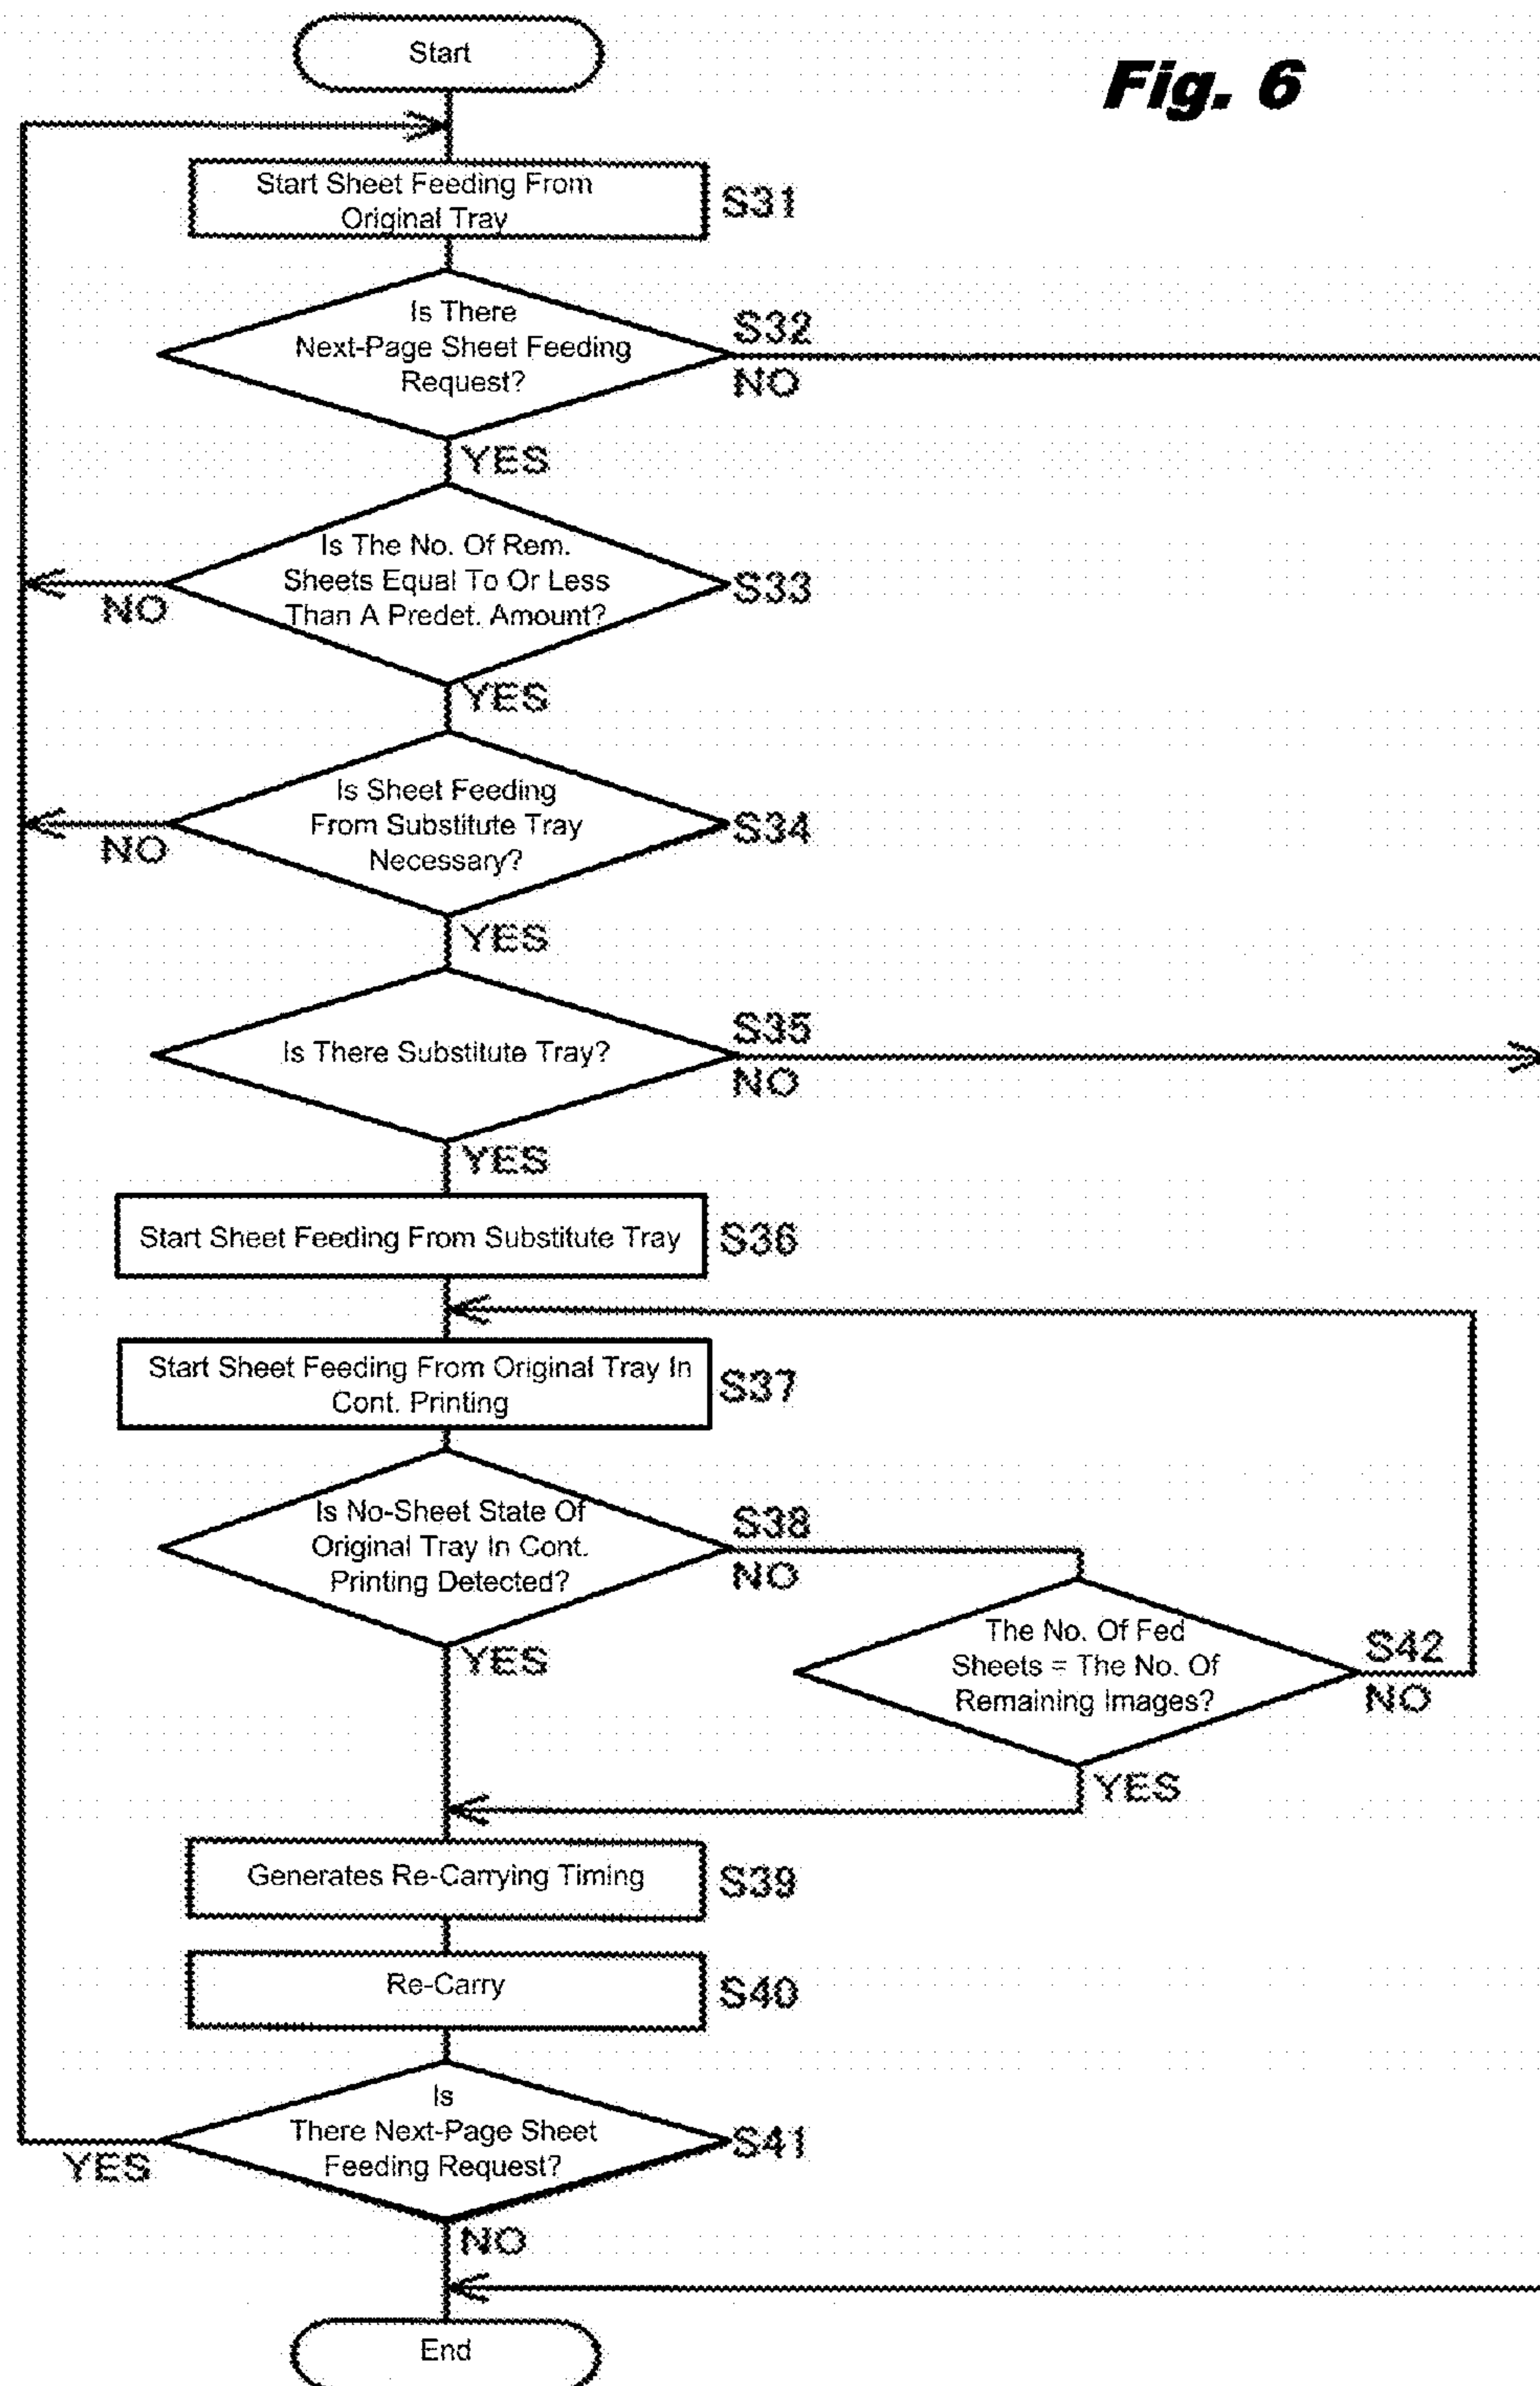 Fig. 6
Start
Start Sheet Feeding From
Original Tray
S31
Is There
Next-Page Sheet Feeding
Request?
S32
NO
YES
Is The No. Of Rem.
Sheets Equal To Or Less
Than A Predet. Amount?
S33
NO
YES
Is Sheet Feeding
From Substitute Tray
Necessary?
S34
NO
YES
Is There Substitute Tray?
S35
NO
YES
Start Sheet Feeding From Substitute Tray
S36
Start Sheet Feeding From Original Tray In
Cont. Printing
S37
Is No-Sheet State Of
Original Tray In Cont.
Printing Detected?
S38
NO
YES
The No. Of Fed
Sheets = The No. Of
Remaining Images?
S42
NO
YES
Generates Re-Carrying Timing
S39
Re-Carry
S40
Is
There Next-Page Sheet
Feeding Request?
S41
YES
NO
End